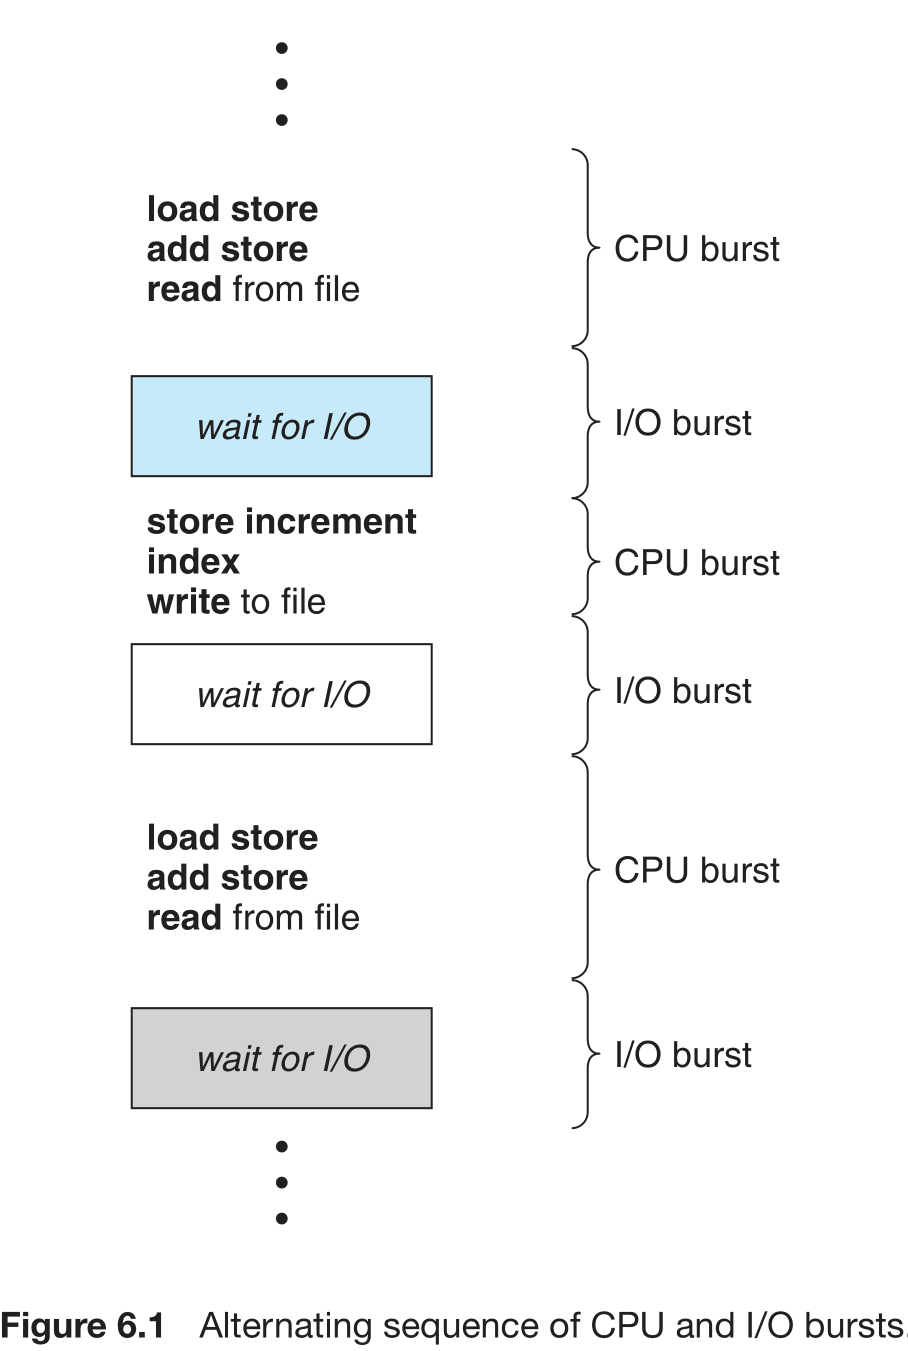 load store
add store
read from file
CPU burst
wait for I/O
I/O burst
store increment
index
write to file
CPU burst
wait for I/O
I/O burst
load store
add store
read from file
CPU burst
wait for I/O
I/O burst
Figure 6.1 Alternating sequence of CPU and I/O bursts.